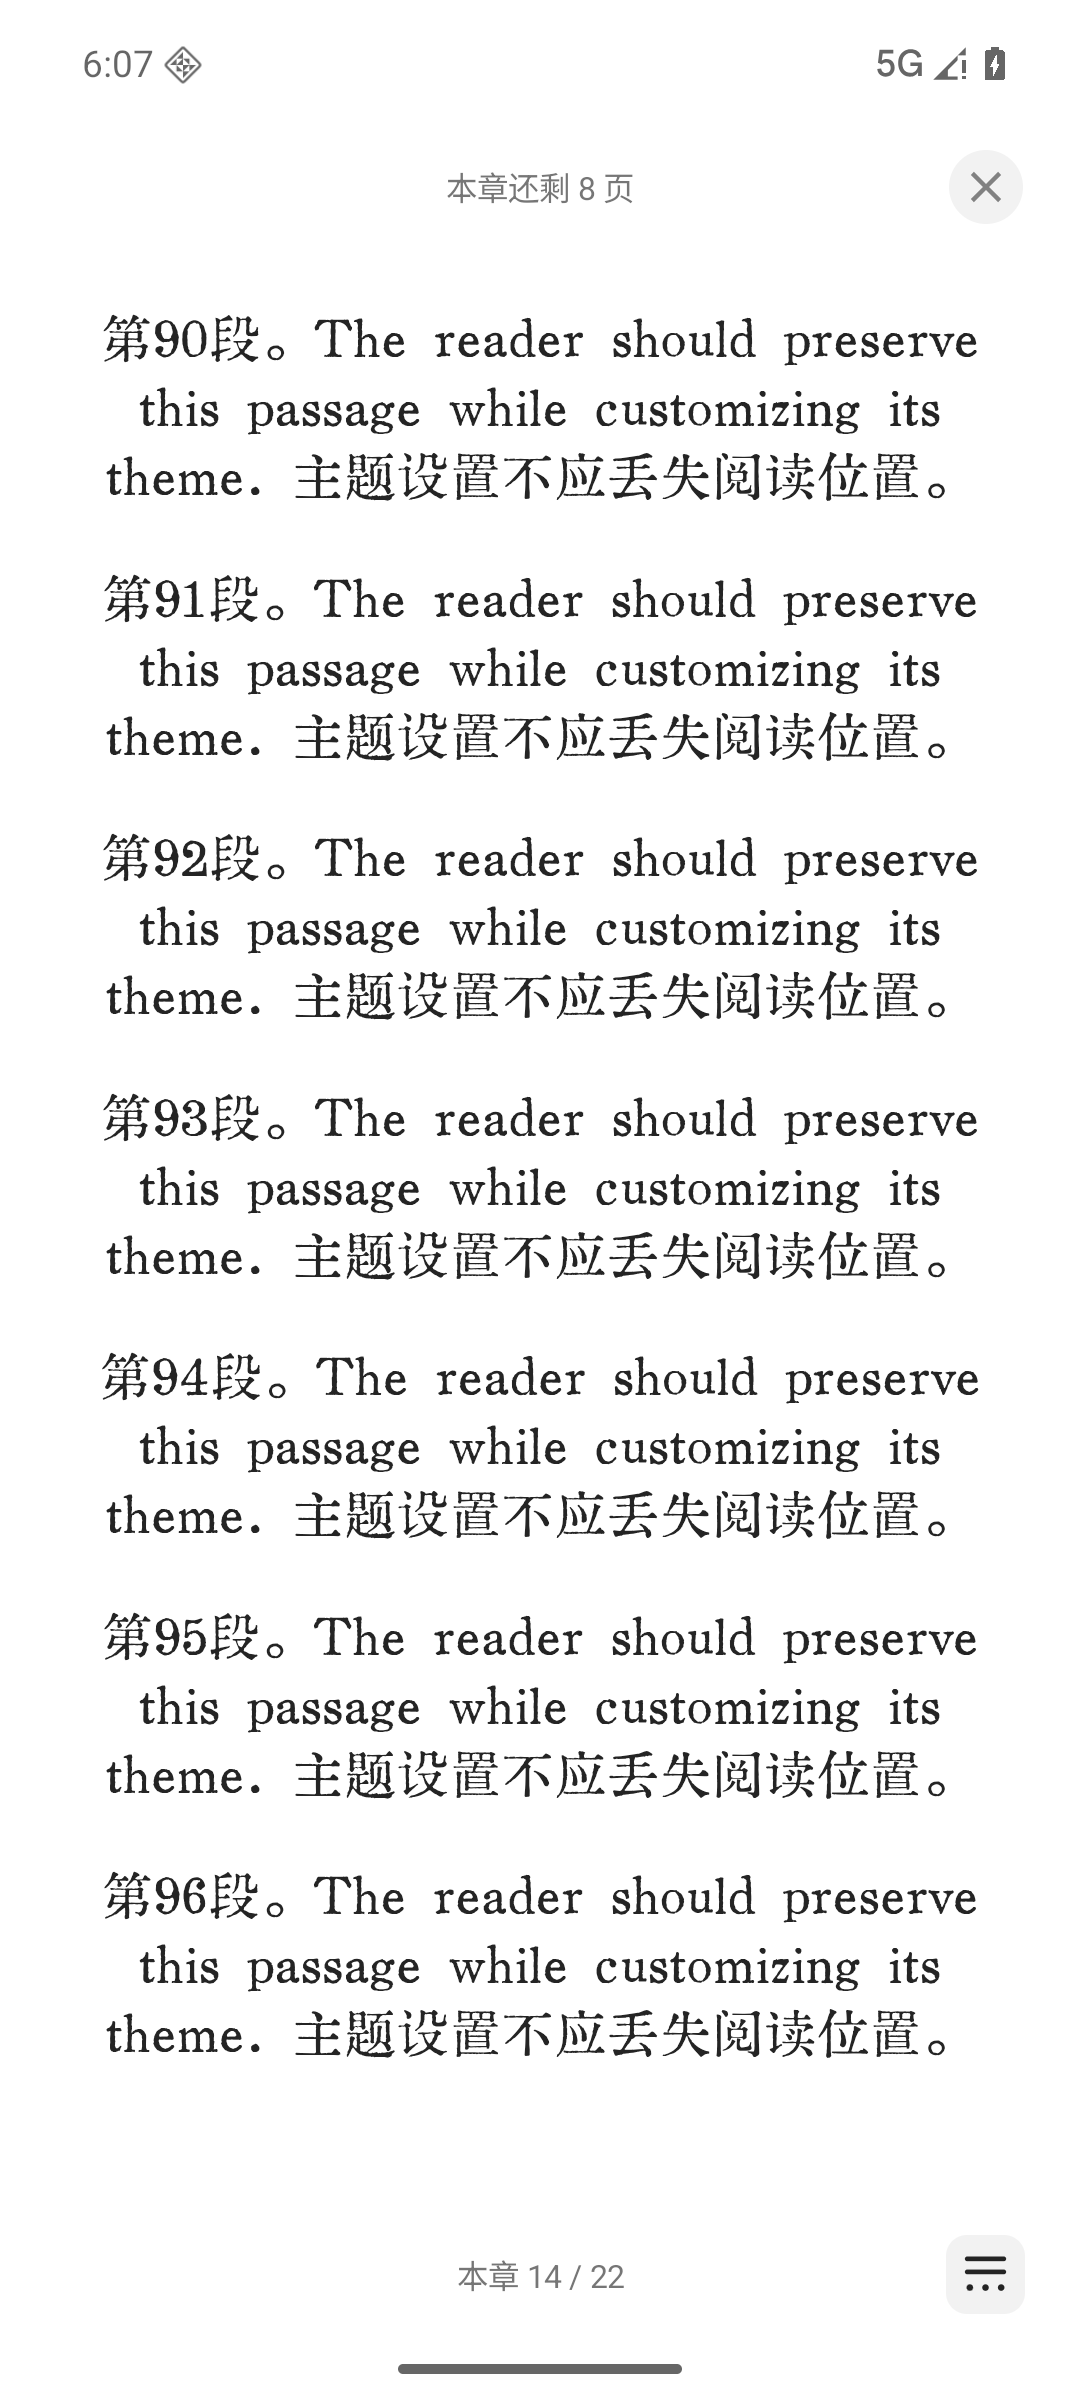 6:07
5G
本章还剩 8 页
第90段。The reader should preserve
this passage while customizing its
theme. 主题设置不应丢失阅读位置。
第91段。The reader should preserve
this passage while customizing its
theme. 主题设置不应丢失阅读位置。
第92段。The reader should preserve
this passage while customizing its
theme. 主题设置不应丢失阅读位置。
第93段。The reader should preserve
this passage while customizing its
theme. 主题设置不应丢失阅读位置。
第94段。The reader should preserve
this passage while customizing its
theme. 主题设置不应丢失阅读位置。
第95段。The reader should preserve
this passage while customizing its
theme. 主题设置不应丢失阅读位置。
第96段。The reader should preserve
this passage while customizing its
theme. 主题设置不应丢失阅读位置。
本章 14 / 22